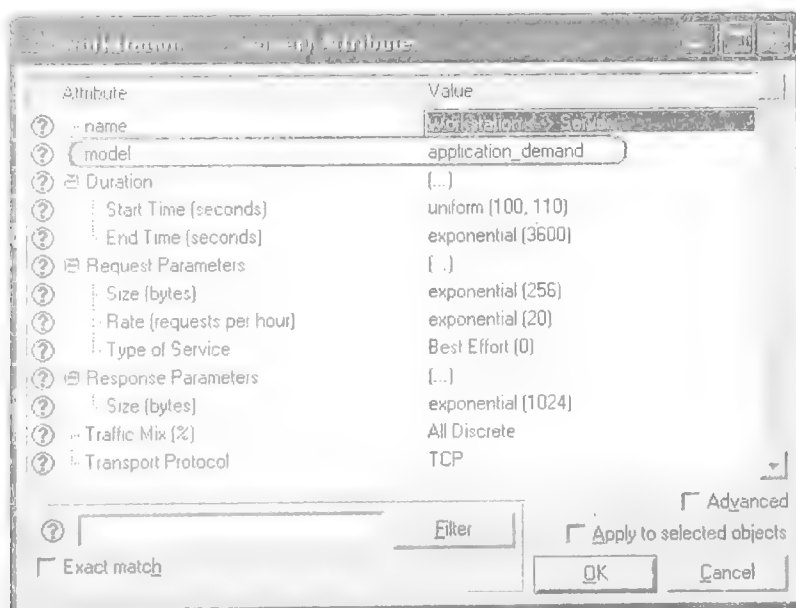 Attribute Value
name
model application_demand
Duration (...)
Start Time (seconds) uniform (100, 110)
End Time (seconds) exponential (3600)
Request Parameters (...)
Size (bytes) exponential (256)
Rate (requests per hour) exponential (20)
Type of Service Best Effort (0)
Response Parameters (...)
Size (bytes) exponential (1024)
Traffic Mix (%) All Discrete
Transport Protocol TCP
Advanced
Filter Apply to selected objects
Exact match
OK Cancel